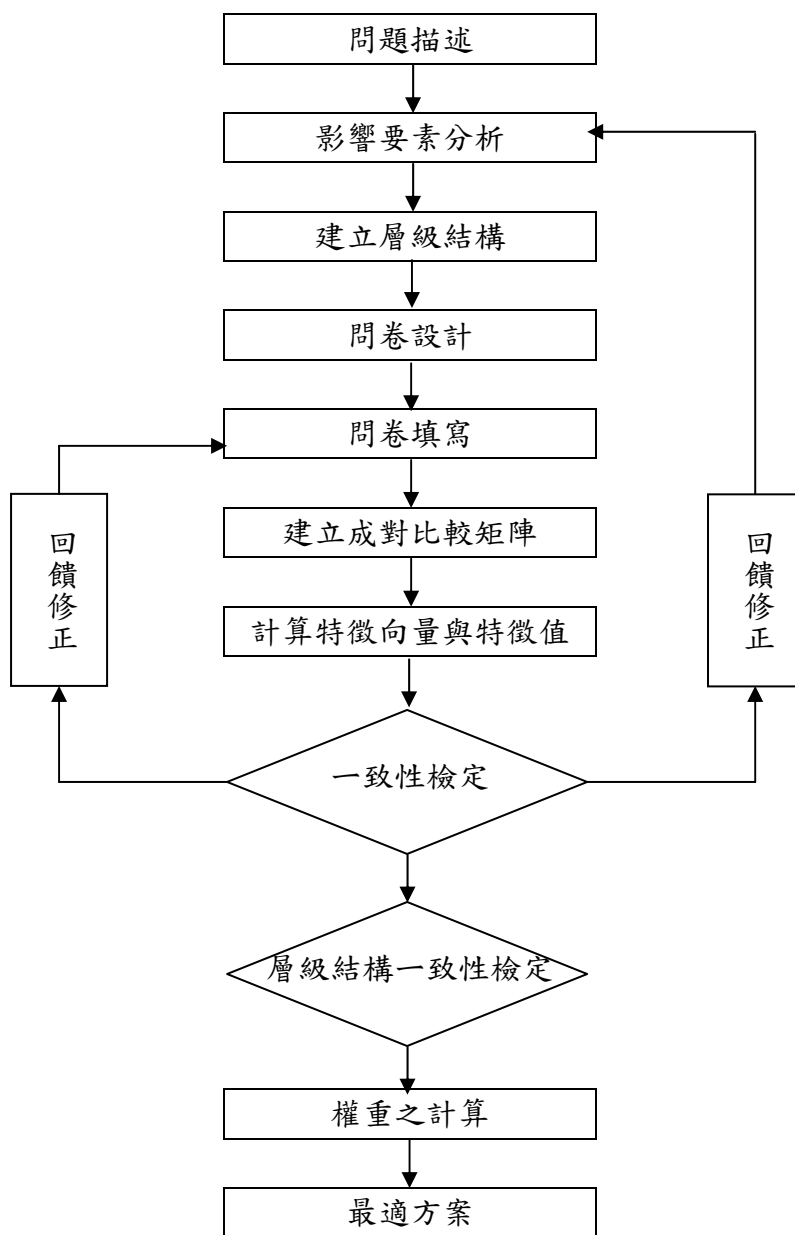 問題描述
影響要素分析
建立層級結構
問卷設計
問卷填寫
建立成對比較矩陣
回饋修正
回饋修正
計算特徵向量與特徵值
一致性檢定
層級結構一致性檢定
權重之計算
最適方案